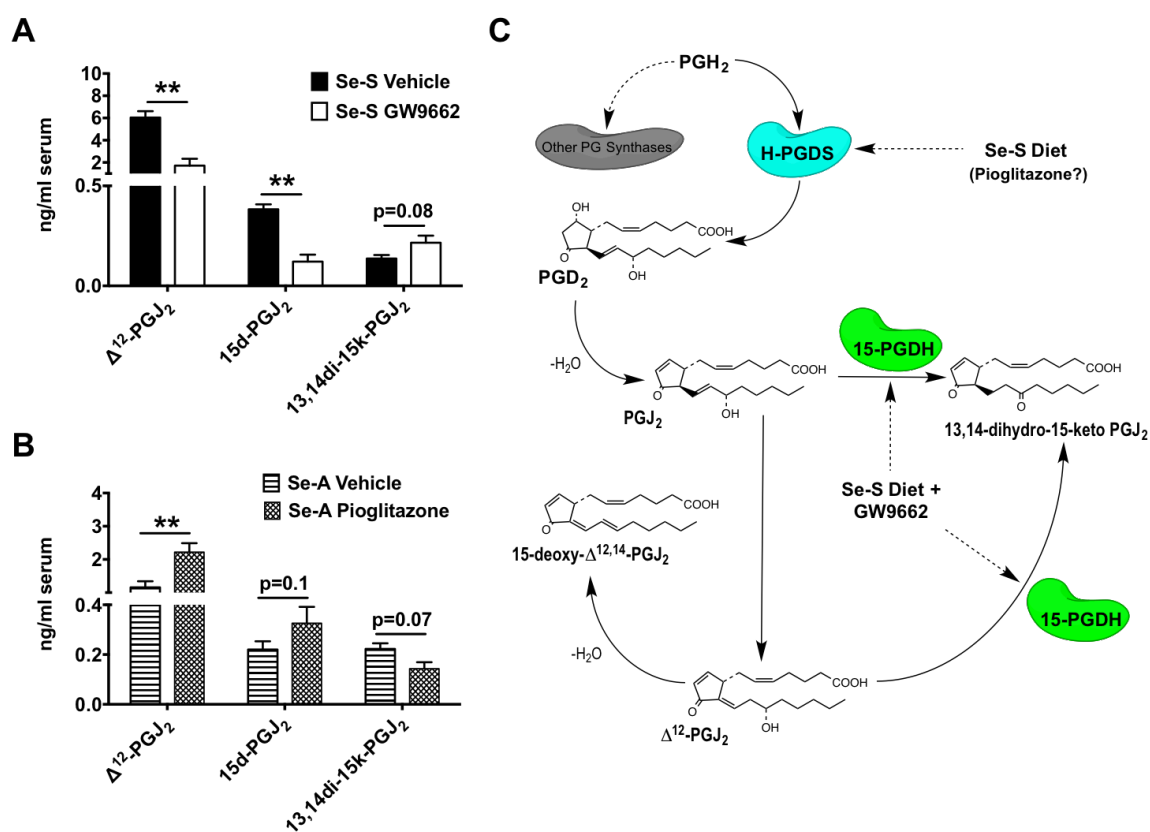 A
10
8
6
4
2
0.5
0.0
ng/ml serum
**
**
p=0.08
Se-S Vehicle
Se-S GW9662
Δ¹²-PGJ₂
15d-PGJ₂
13,14di-15k-PGJ₂
B
4
3
2
0.4
0.2
0.0
ng/ml serum
**
p=0.1
p=0.07
Se-A Vehicle
Se-A Pioglitazone
Δ¹²-PGJ₂
15d-PGJ₂
13,14di-15k-PGJ₂
C
PGH₂
Other PG Synthases
H-PGDS
Se-S Diet
(Pioglitazone?)
OH
COOH
O
OH
PGD₂
-H₂O
COOH
O
OH
PGJ₂
15-PGDH
COOH
O
O
13,14-dihydro-15-keto PGJ₂
Se-S Diet +
GW9662
COOH
O
15-deoxy-Δ¹²,¹⁴-PGJ₂
15-PGDH
-H₂O
COOH
O
OH
Δ¹²-PGJ₂